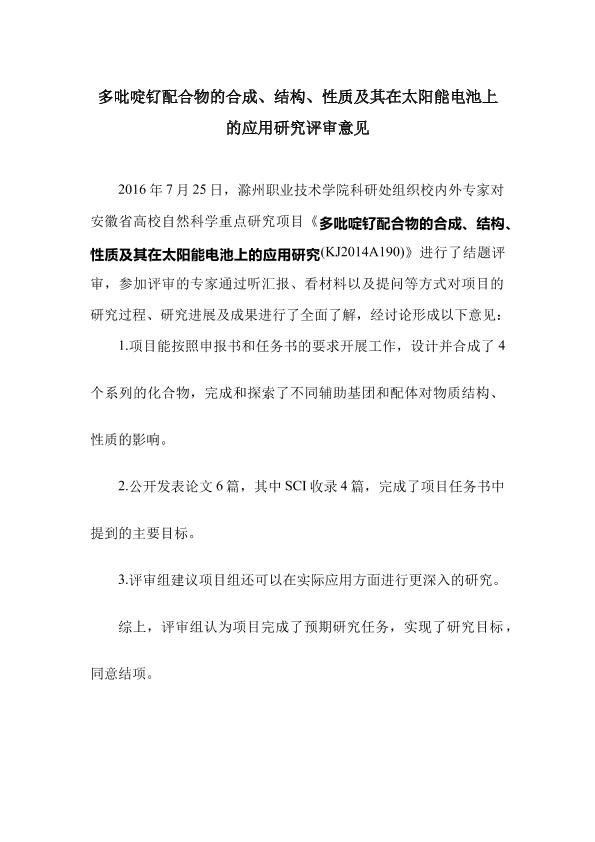 多吡啶钌配合物的合成、结构、性质及其在太阳能电池上
的应用研究评审意见
2016 年 7 月 25 日，滁州职业技术学院科研处组织校内外专家对
安徽省高校自然科学重点研究项目《多吡啶钌配合物的合成、结构、
性质及其在太阳能电池上的应用研究(KJ2014A190)》进行了结题评
审，参加评审的专家通过听汇报、看材料以及提问等方式对项目的
研究过程、研究进展及成果进行了全面了解，经讨论形成以下意见：
1.项目能按照申报书和任务书的要求开展工作，设计并合成了 4
个系列的化合物，完成和探索了不同辅助基团和配体对物质结构、
性质的影响。
2.公开发表论文 6 篇，其中 SCI 收录 4 篇，完成了项目任务书中
提到的主要目标。
3.评审组建议项目组还可以在实际应用方面进行更深入的研究。
综上，评审组认为项目完成了预期研究任务，实现了研究目标，
同意结项。